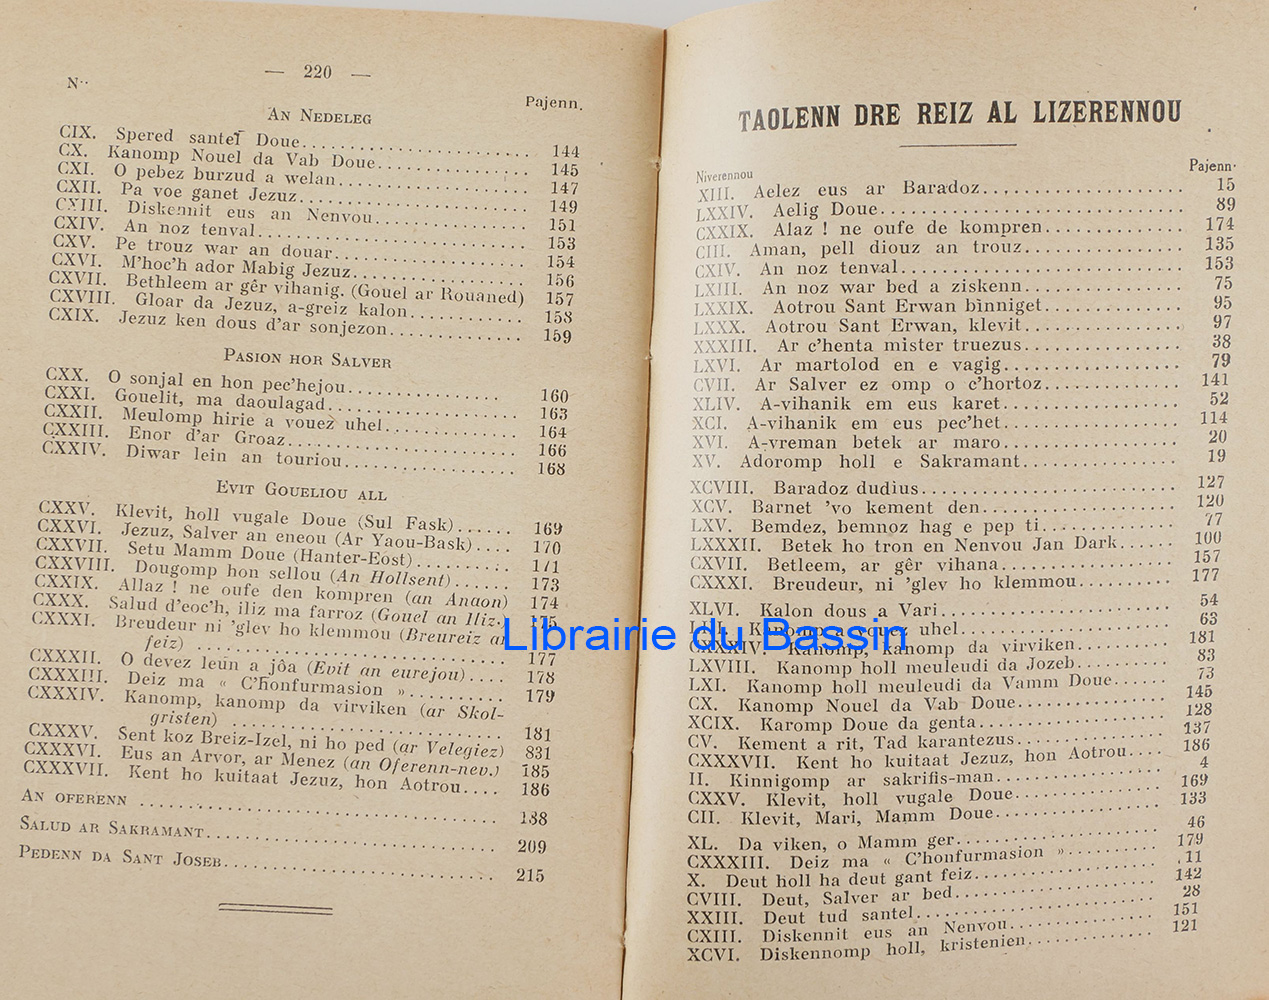 — 220 —
N··
Pajenn.
AN NEDELEG
CIX. Spered santel Doue 144
CX. Kanomp Nouel da Vab Doue 145
CXI. O pebez burzud a welan 147
CXII. Pa voe ganet Jezuz 149
CXIII. Diskennit eus an Nenvou 151
CXIV. An noz tenval 153
CXV. Pe trouz war an douar 154
CXVI. M'hoc'h ador Mabig Jezuz 156
CXVII. Bethleem ar gêr vihanig. (Gouel ar Rouaned) 157
CXVIII. Gloar da Jezuz, a-greiz kalon 158
CXIX. Jezuz ken dous d'ar sonjezon 159
PASION HOR SALVER
CXX. O sonjal en hon pec'hejou 160
CXXI. Gouelit, ma daoulagad 163
CXXII. Meulomp hirie a vouez uhel 164
CXXIII. Enor d'ar Groaz 166
CXXIV. Diwar lein an touriou 168
EVIT GOUELIOU ALL
CXXV. Klevit, holl vugale Doue (Sul Fask) 169
CXXVI. Jezuz, Salver an eneou (Ar Yaou-Bask) 170
CXXVII. Setu Mamm Doue (Hanter-Eost) 171
CXXVIII. Dougomp hon sellou (An Hollsent) 173
CXXIX. Allaz ! ne oufe den kompren (an Anaon) 174
CXXX. Salud d'eoc'h, iliz ma farroz (Gouel an Iliz) 175
CXXXI. Breudeur ni 'glev ho klemmou (Breureiz ar
feiz) 177
CXXXII. O devez leun a jôa (Evit an eurejou) 178
CXXXIII. Deiz ma « C'honfurmasion » 179
CXXXIV. Kanomp, kanomp da virviken (ar Skol-
gristen) 181
CXXXV. Sent koz Breiz-Izel, ni ho ped (ar Velegiez) 831
CXXXVI. Eus an Arvor, ar Menez (an Oferenn-nev.) 185
CXXXVII. Kent ho kuitaat Jezuz, hon Aotrou 186
AN OFERENN 188
SALUD AR SAKRAMANT 209
PEDENN DA SANT JOSEB 215
TAOLENN DRE REIZ AL LIZERENNOU
Niverennou
Pajenn·
XIII. Aelez eus ar Baradoz 15
LXXIV. Aelig Doue 89
CXXIX. Alaz ! ne oufe de kompren 174
CIII. Aman, pell diouz an trouz 135
CXIV. An noz tenval 153
LXIII. An noz war bed a ziskenn 75
LXXIX. Aotrou Sant Erwan binniget 95
LXXX. Aotrou Sant Erwan, klevit 97
XXXIII. Ar c'henta mister truezus 38
LXVI. Ar martolod en e vagig 79
CVII. Ar Salver ez omp o c'hortoz 141
XLIV. A-vihanik em eus karet 52
XCI. A-vihanik em eus pec'het 114
XVI. A-vreman betek ar maro 20
XV. Adoromp holl e Sakramant 19
XCVIII. Baradoz dudius 127
XCV. Barnet 'vo kement den 120
LXV. Bemdez, bemnoz hag e pep ti 77
LXXXII. Betek ho tron en Nenvou Jan Dark 100
CXVII. Betleem, ar gêr vihana 157
CXXXI. Breudeur, ni 'glev ho klemmou 177
XLVI. Kalon dous a Vari 54
Kanomp a vouez uhel 63
CXXXIV. Kanomp, kanomp da virviken 181
LXVIII. Kanomp holl meuleudi da Jozeb 83
LXI. Kanomp holl meuleudi da Vamm Doue 73
CX. Kanomp Nouel da Vab Doue 145
XCIX. Karomp Doue da genta 128
CV. Kement a rit, Tad karantezus 137
CXXXVII. Kent ho kuitaat Jezuz, hon Aotrou 186
II. Kinnigomp ar sakrifis-man 4
CXXV. Klevit, holl vugale Doue 169
CII. Klevit, Mari, Mamm Doue 133
XL. Da viken, o Mamm ger 46
CXXXIII. Deiz ma « C'honfurmasion » 179
X. Deut holl ha deut gant feiz 11
CVIII. Deut, Salver ar bed 142
XXIII. Deut tud santel 28
CXIII. Diskennit eus an Nenvou 151
XCVI. Diskennomp holl, kristenien 121
Librairie du Bassin